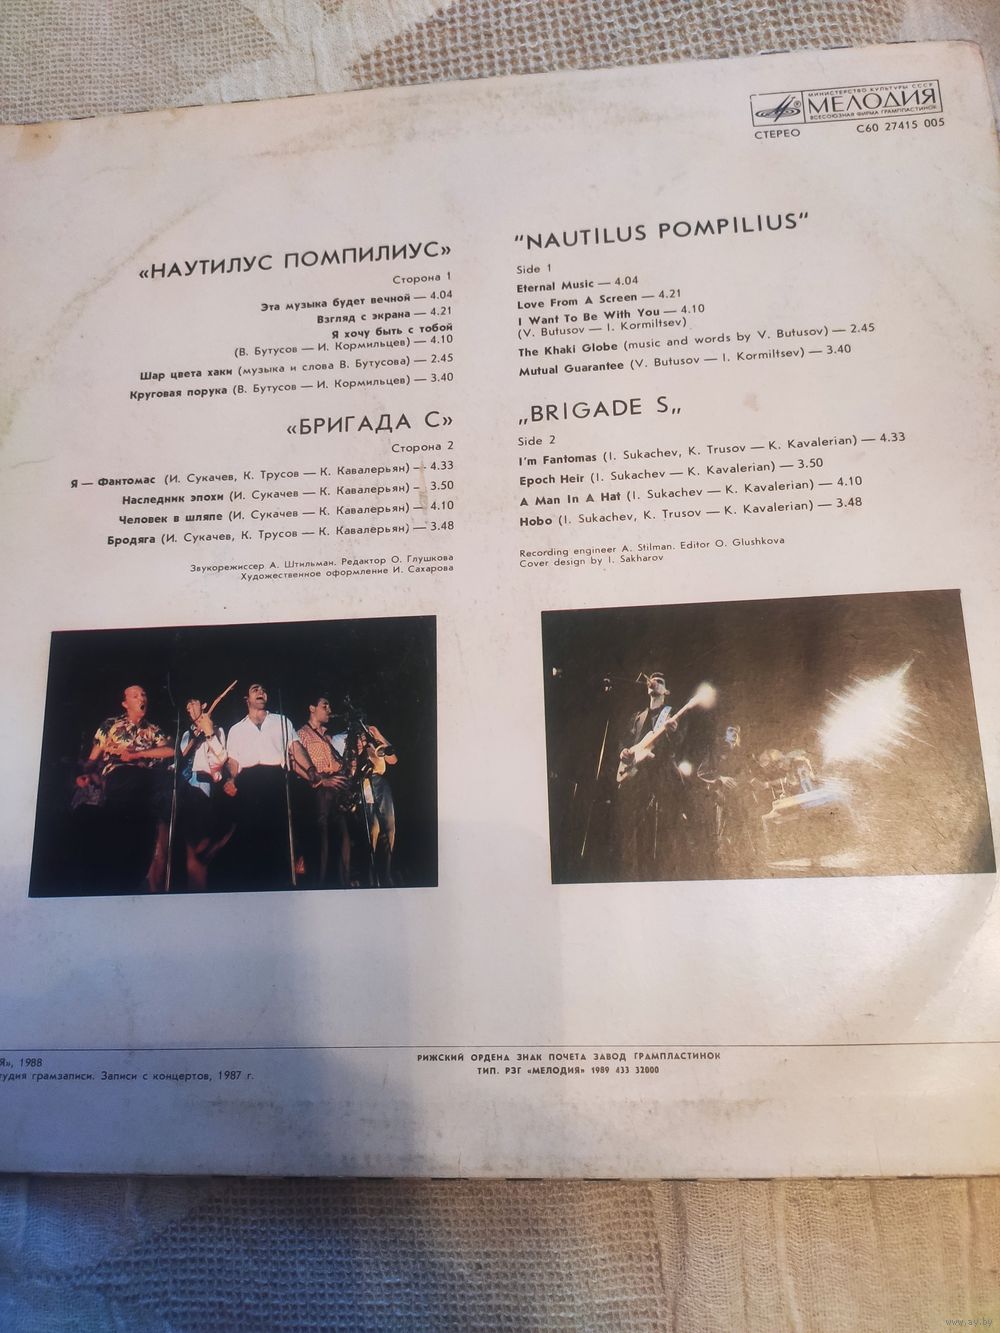 МИНИСТЕРСТВО КУЛЬТУРЫ СССР
МЕЛОДИЯ
ВСЕСОЮЗНАЯ ФИРМА ГРАМПЛАСТИНОК
СТЕРЕО
С60 27415 005
«НАУТИЛУС ПОМПИЛИУС»
Сторона 1
Эта музыка будет вечной — 4.04
Взгляд с экрана — 4.21
Я хочу быть с тобой
(В. Бутусов — И. Кормильцев) — 4.10
Шар цвета хаки (музыка и слова В. Бутусова) — 2.45
Круговая порука (В. Бутусов — И. Кормильцев) — 3.40
«БРИГАДА С»
Сторона 2
Я — Фантомас (И. Сукачев, К. Трусов — К. Кавалерьян) — 4.33
Наследник эпохи (И. Сукачев — К. Кавалерьян) — 3.50
Человек в шляпе (И. Сукачев — К. Кавалерьян) — 4.10
Бродяга (И. Сукачев, К. Трусов — К. Кавалерьян) — 3.48
Звукорежиссер А. Штильман. Редактор О. Глушкова
Художественное оформление И. Сахарова
"NAUTILUS POMPILIUS"
Side 1
Eternal Music — 4.04
Love From A Screen — 4.21
I Want To Be With You — 4.10
(V. Butusov — I. Kormiltsev)
The Khaki Globe (music and words by V. Butusov) — 2.45
Mutual Guarantee (V. Butusov — I. Kormiltsev) — 3.40
„BRIGADE S„
Side 2
I'm Fantomas (I. Sukachev, K. Trusov — K. Kavalerian) — 4.33
Epoch Heir (I. Sukachev — K. Kavalerian) — 3.50
A Man In A Hat (I. Sukachev — K. Kavalerian) — 4.10
Hobo (I. Sukachev, K. Trusov — K. Kavalerian) — 3.48
Recording engineer A. Stilman. Editor O. Glushkova
Cover design by I. Sakharov
Я», 1988
тудия грамзаписи. Записи с концертов, 1987 г.
РИЖСКИЙ ОРДЕНА ЗНАК ПОЧЕТА ЗАВОД ГРАМПЛАСТИНОК
ТИП. РЗГ «МЕЛОДИЯ» 1989 433 32000
www.ay.by